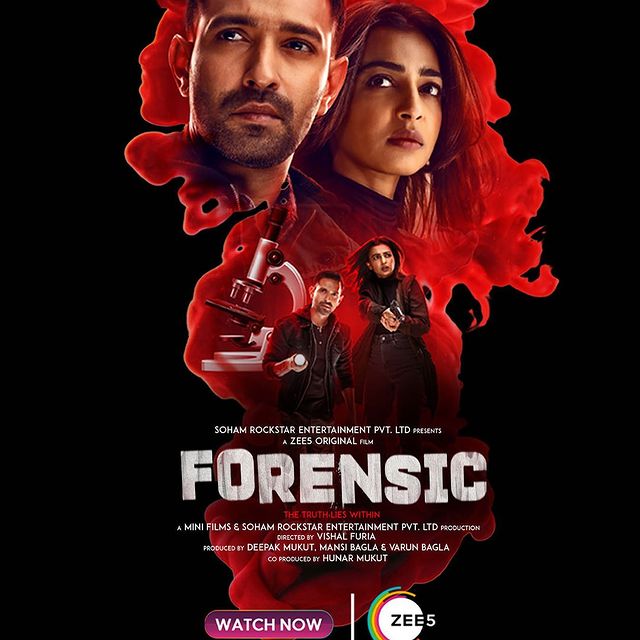 SOHAM ROCKSTAR ENTERTAINMENT PVT. LTD PRESENTS
A ZEE5 ORIGINAL FILM
FORENSIC
THE TRUTH LIES WITHIN
A MINI FILMS & SOHAM ROCKSTAR ENTERTAINMENT PVT. LTD PRODUCTION
DIRECTED BY VISHAL FURIA
PRODUCED BY DEEPAK MUKUT, MANSI BAGLA & VARUN BAGLA
CO PRODUCED BY HUNAR MUKUT
WATCH NOW
ZEE5